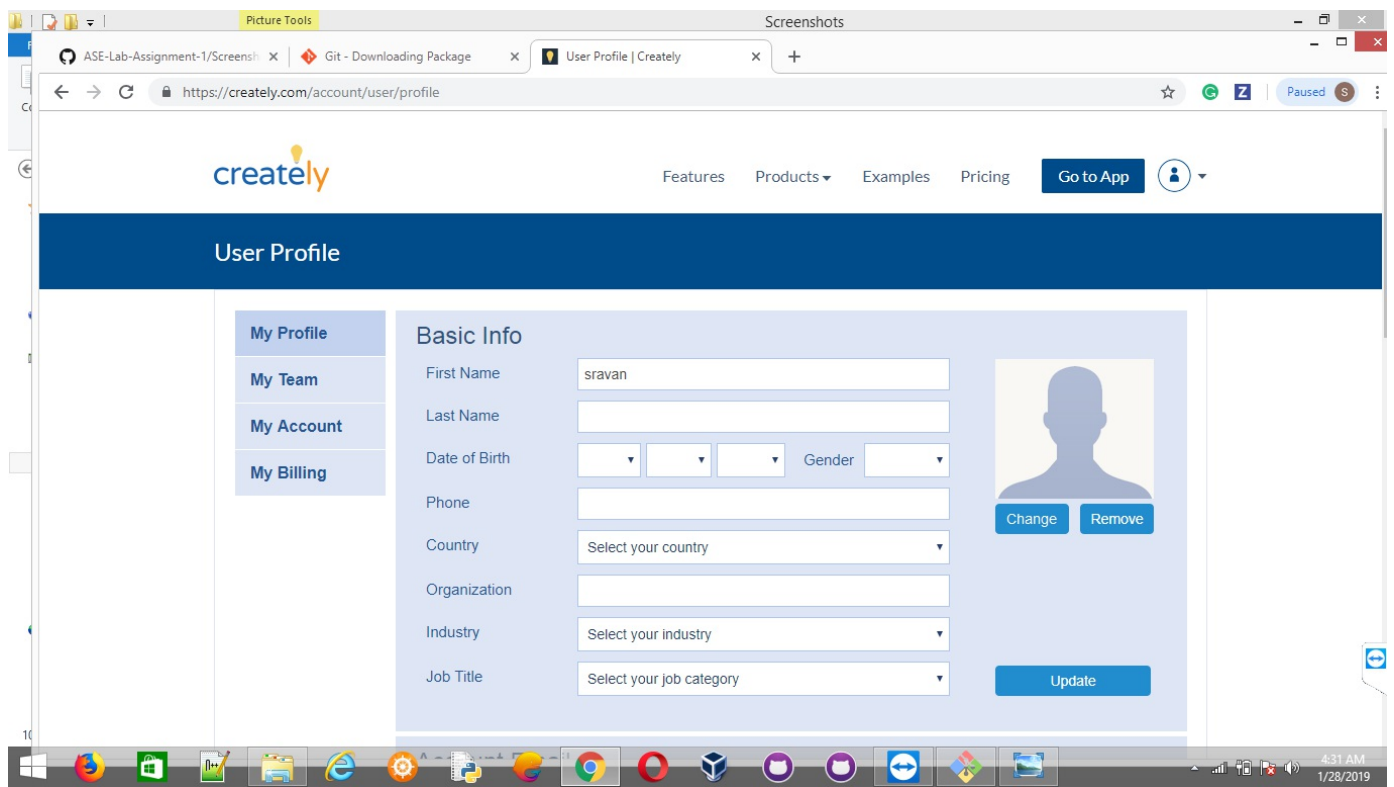 Picture Tools
Screenshots
ASE-Lab-Assignment-1/Screensh
Git - Downloading Package
User Profile | Creately
https://creately.com/account/user/profile
Paused
S
creately
Features
Products
Examples
Pricing
Go to App
User Profile
My Profile
My Team
My Account
My Billing
Basic Info
First Name
sravan
Last Name
Date of Birth
Gender
Phone
Change
Remove
Country
Select your country
Organization
Industry
Select your industry
Job Title
Select your job category
Update
4:31 AM
1/28/2019